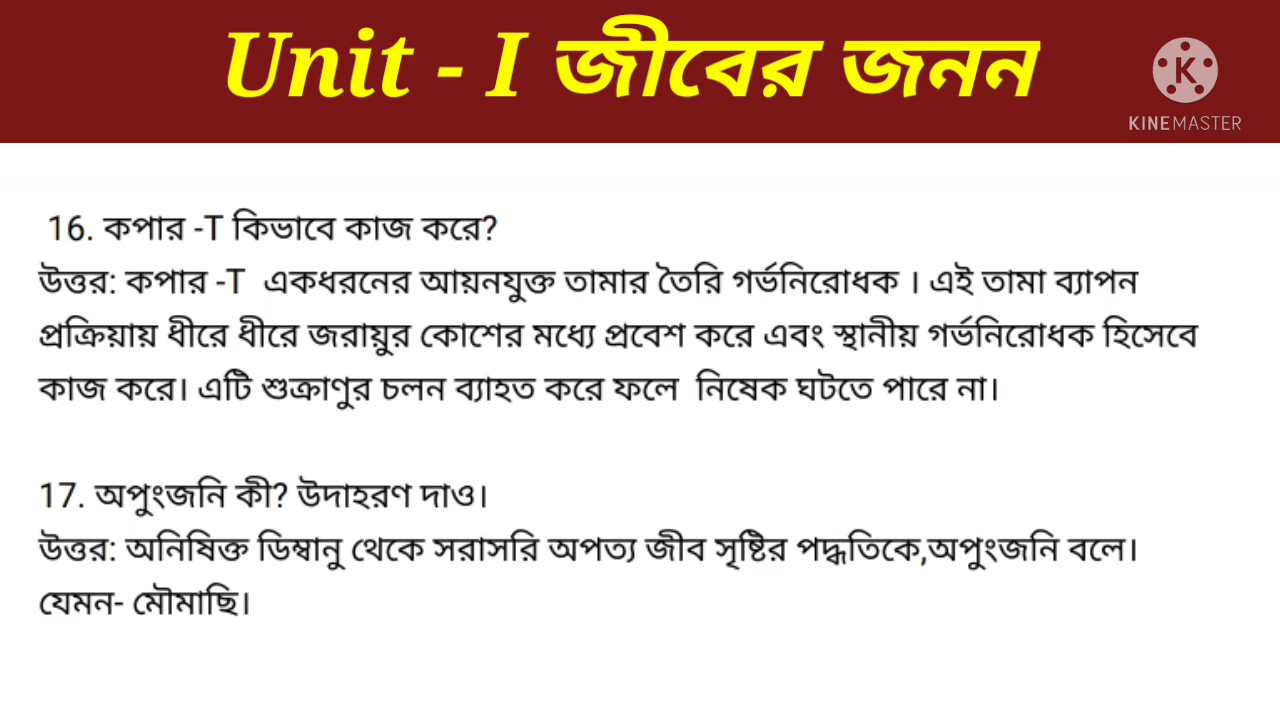 Unit - I জীবের জনন
K
KINEMASTER
16. কপার -T কিভাবে কাজ করে?
উত্তর: কপার -T একধরনের আয়নযুক্ত তামার তৈরি গর্ভনিরোধক । এই তামা ব্যাপন
প্রক্রিয়ায় ধীরে ধীরে জরায়ুর কোশের মধ্যে প্রবেশ করে এবং স্থানীয় গর্ভনিরোধক হিসেবে
কাজ করে। এটি শুক্রাণুর চলন ব্যাহত করে ফলে নিষেক ঘটতে পারে না।
17. অপুংজনি কী? উদাহরণ দাও।
উত্তর: অনিষিক্ত ডিম্বানু থেকে সরাসরি অপত্য জীব সৃষ্টির পদ্ধতিকে,অপুংজনি বলে।
যেমন- মৌমাছি।